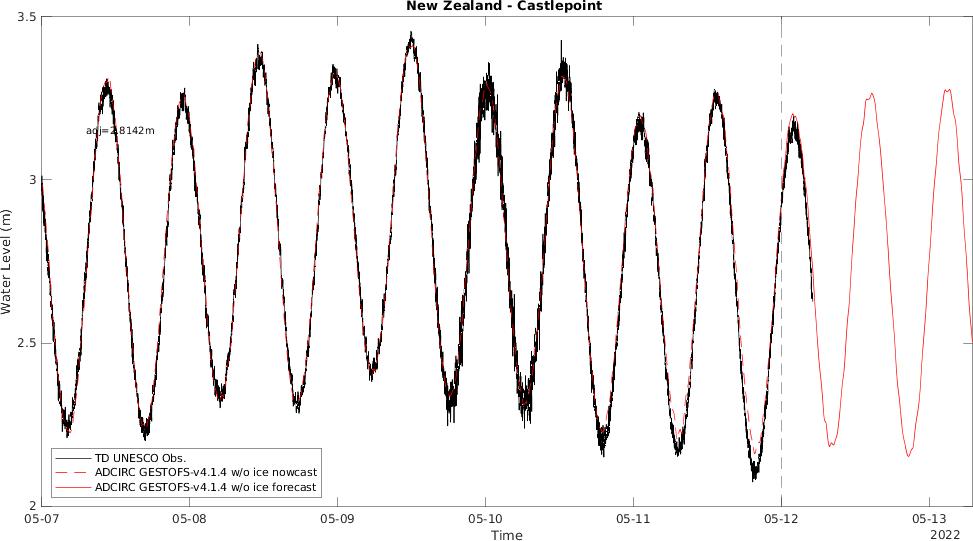 New Zealand - Castlepoint
3.5
3
2.5
2
Water Level (m)
adj=2.8142m
TD UNESCO Obs.
ADCIRC GESTOFS-v4.1.4 w/o ice nowcast
ADCIRC GESTOFS-v4.1.4 w/o ice forecast
05-07 05-08 05-09 05-10 05-11 05-12 05-13
Time
2022